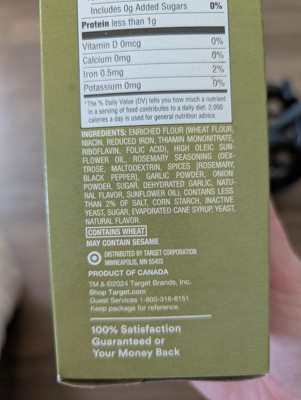 Includes 0g Added Sugars 0%
Protein less than 1g
Vitamin D 0mcg 0%
Calcium 0mg 0%
Iron 0.5mg 2%
Potassium 0mg 0%
*The % Daily Value (DV) tells you how much a nutrient
in a serving of food contributes to a daily diet. 2,000
calories a day is used for general nutrition advice.
INGREDIENTS: ENRICHED FLOUR (WHEAT FLOUR,
NIACIN, REDUCED IRON, THIAMIN MONONITRATE,
RIBOFLAVIN, FOLIC ACID), HIGH OLEIC SUN-
FLOWER OIL, ROSEMARY SEASONING (DEX-
TROSE, MALTODEXTRIN, SPICES [ROSEMARY,
BLACK PEPPER], GARLIC POWDER, ONION
POWDER, SUGAR, DEHYDRATED GARLIC, NATU-
RAL FLAVOR, SUNFLOWER OIL), CONTAINS LESS
THAN 2% OF SALT, CORN STARCH, INACTIVE
YEAST, SUGAR, EVAPORATED CANE SYRUP, YEAST,
NATURAL FLAVOR.
CONTAINS WHEAT
MAY CONTAIN SESAME
DISTRIBUTED BY TARGET CORPORATION
MINNEAPOLIS, MN 55403
PRODUCT OF CANADA
TM & ©2024 Target Brands, Inc.
Shop Target.com
Guest Services 1-800-316-6151
Keep package for reference.
100% Satisfaction
Guaranteed or
Your Money Back